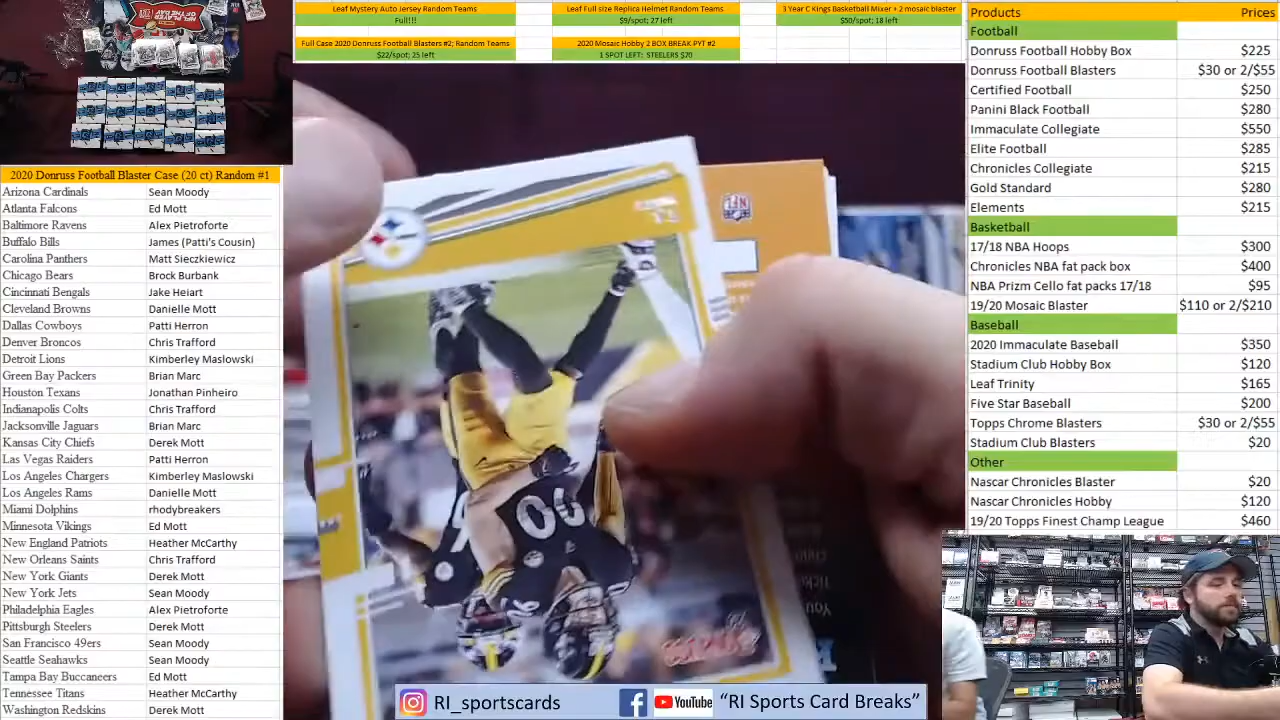 Leaf Mystery Auto Jersey Random Teams
Full!!!
Leaf Full size Replica Helmet Random Teams
$9/spot; 27 left
3 Year C Kings Basketball Mixer + 2 mosaic blaster
$50/spot; 18 left
Full Case 2020 Donruss Football Blasters #2; Random Teams
$22/spot; 25 left
2020 Mosaic Hobby 2 BOX BREAK PYT #2
1 SPOT LEFT: STEELERS $70
2020 Donruss Football Blaster Case (20 ct) Random #1
Arizona Cardinals Sean Moody
Atlanta Falcons Ed Mott
Baltimore Ravens Alex Pietroforte
Buffalo Bills James (Patti's Cousin)
Carolina Panthers Matt Sieczkiewicz
Chicago Bears Brock Burbank
Cincinnati Bengals Jake Heiart
Cleveland Browns Danielle Mott
Dallas Cowboys Patti Herron
Denver Broncos Chris Trafford
Detroit Lions Kimberley Maslowski
Green Bay Packers Brian Marc
Houston Texans Jonathan Pinheiro
Indianapolis Colts Chris Trafford
Jacksonville Jaguars Brian Marc
Kansas City Chiefs Derek Mott
Las Vegas Raiders Patti Herron
Los Angeles Chargers Kimberley Maslowski
Los Angeles Rams Danielle Mott
Miami Dolphins rhodybreakers
Minnesota Vikings Ed Mott
New England Patriots Heather McCarthy
New Orleans Saints Chris Trafford
New York Giants Derek Mott
New York Jets Sean Moody
Philadelphia Eagles Alex Pietroforte
Pittsburgh Steelers Derek Mott
San Francisco 49ers Sean Moody
Seattle Seahawks Sean Moody
Tampa Bay Buccaneers Ed Mott
Tennessee Titans Heather McCarthy
Washington Redskins Derek Mott
NFL
90
RI_sportscards
YouTube
"RI Sports Card Breaks"
Products Prices
Football
Donruss Football Hobby Box $225
Donruss Football Blasters $30 or 2/$55
Certified Football $250
Panini Black Football $280
Immaculate Collegiate $550
Elite Football $285
Chronicles Collegiate $215
Gold Standard $280
Elements $215
Basketball
17/18 NBA Hoops $300
Chronicles NBA fat pack box $400
NBA Prizm Cello fat packs 17/18 $95
19/20 Mosaic Blaster $110 or 2/$210
Baseball
2020 Immaculate Baseball $350
Stadium Club Hobby Box $120
Leaf Trinity $165
Five Star Baseball $200
Topps Chrome Blasters $30 or 2/$55
Stadium Club Blasters $20
Other
Nascar Chronicles Blaster $20
Nascar Chronicles Hobby $120
19/20 Topps Finest Champ League $460